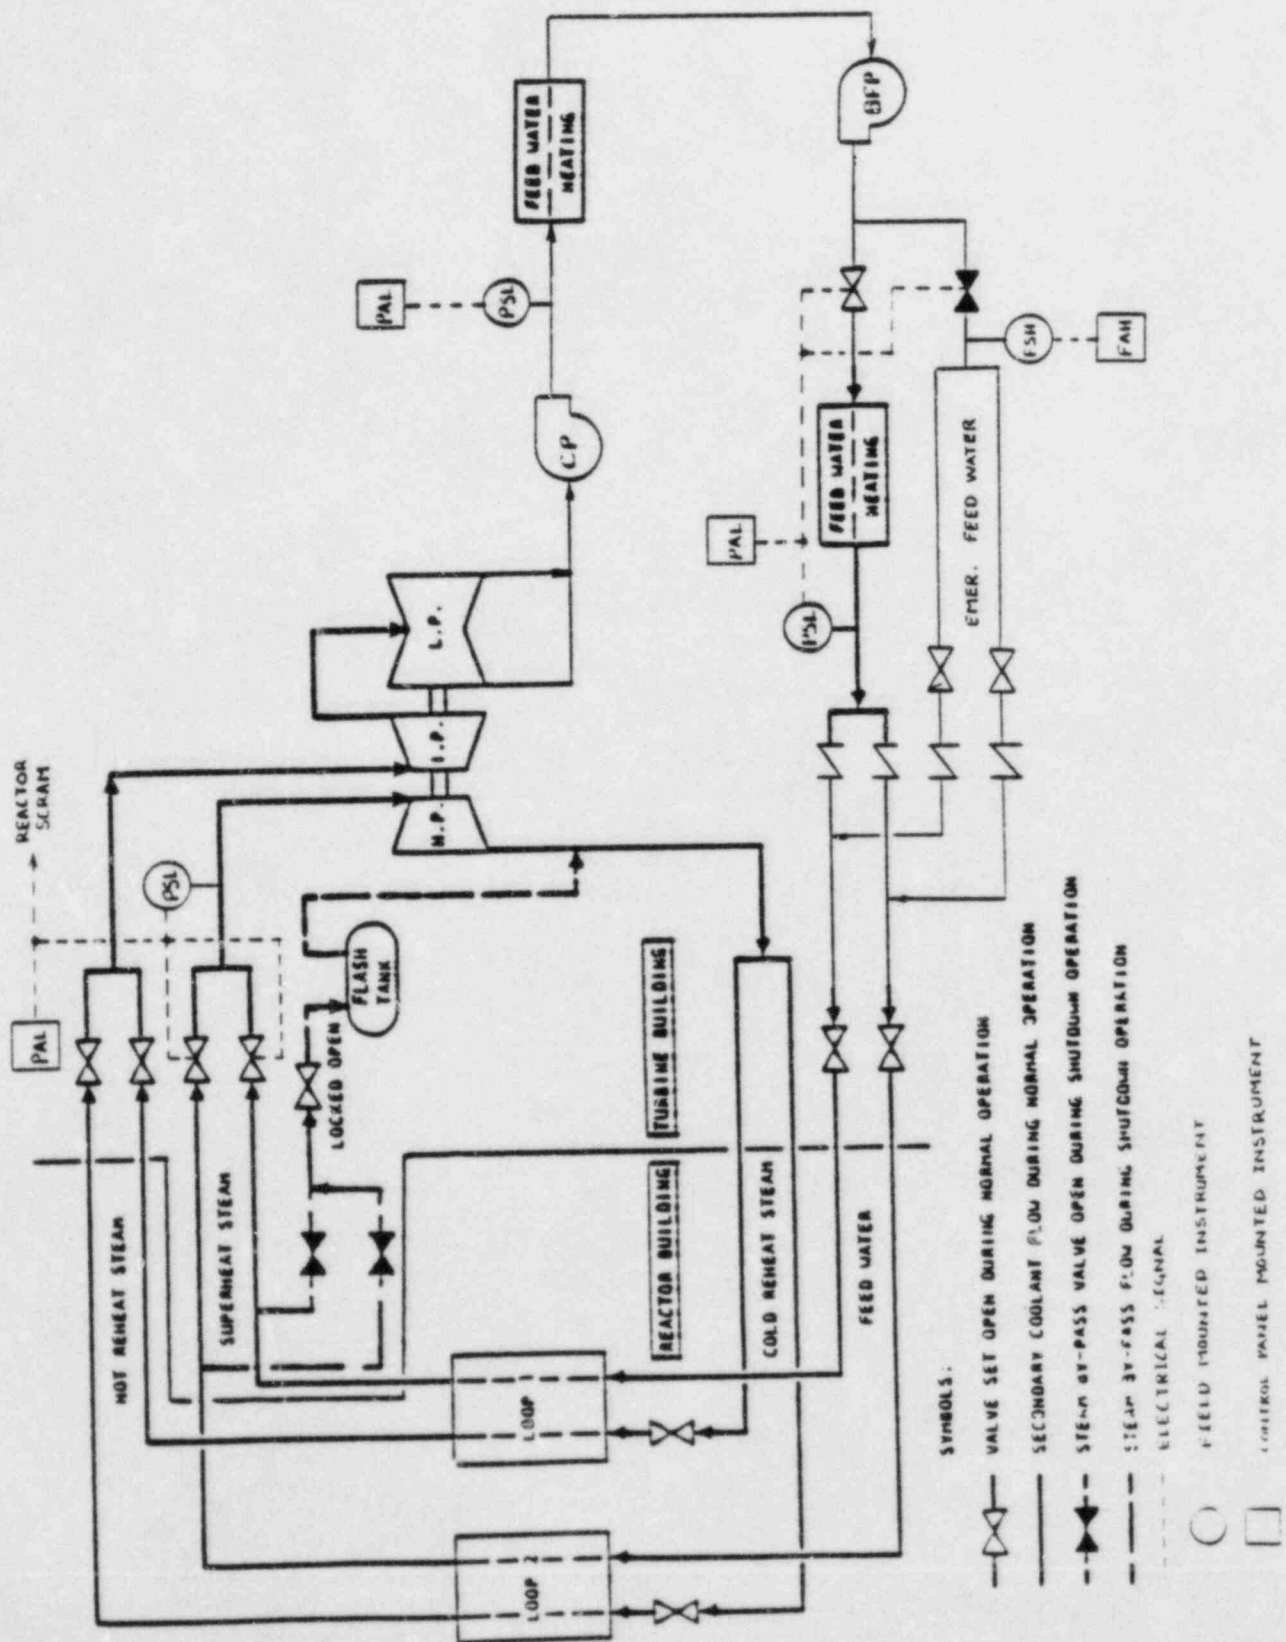 REACTOR
SCRAM
PAL
PSL
HOT REHEAT STEAM
SUPERHEAT STEAM
LOCKED OPEN
FLASH
TANK
H.P.
I.P.
L.P.
CP
PAL
PSL
FEED WATER
HEATING
BFP
PAL
PSL
FEED WATER
HEATING
FSH
FAH
EMER. FEED WATER
REACTOR BUILDING
TURBINE BUILDING
COLD REHEAT STEAM
FEED WATER
LOOP 1
LOOP 2
SYMBOLS:
VALVE SET OPEN DURING NORMAL OPERATION
SECONDARY COOLANT FLOW DURING NORMAL OPERATION
STEAM BY-PASS VALVE OPEN DURING SHUTDOWN OPERATION
STEAM BY-PASS FLOW DURING SHUTDOWN OPERATION
ELECTRICAL SIGNAL
FIELD MOUNTED INSTRUMENT
CONTROL PANEL MOUNTED INSTRUMENT